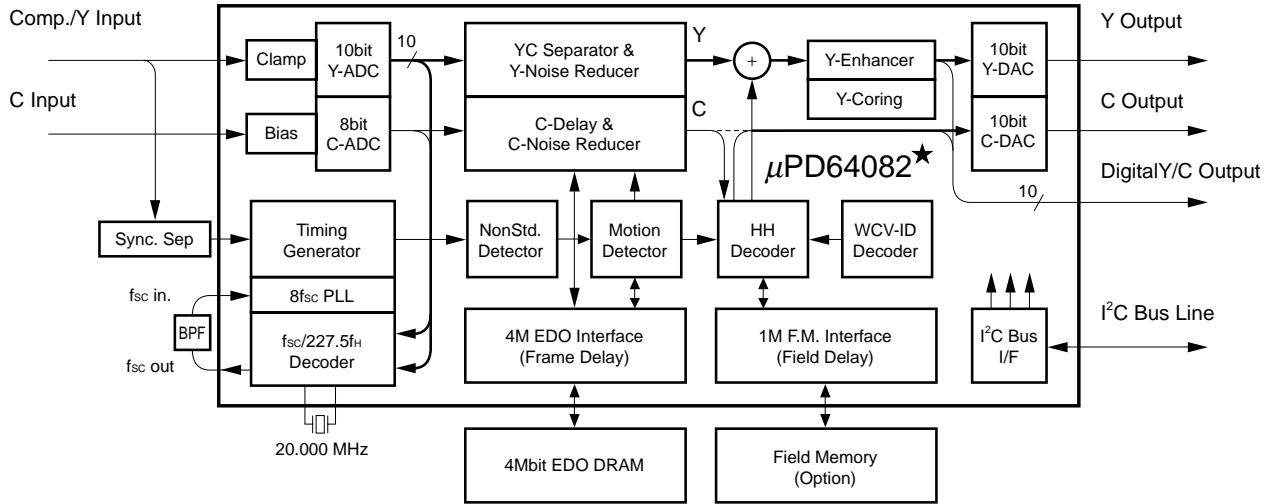 Comp./Y Input
C Input
Clamp
10bit
Y-ADC
Bias
8bit
C-ADC
10
YC Separator &
Y-Noise Reducer
C-Delay &
C-Noise Reducer
Y
C
+
Y-Enhancer
Y-Coring
10bit
Y-DAC
10bit
C-DAC
Y Output
C Output
DigitalY/C Output
10
μPD64082★
Sync. Sep
Timing
Generator
8fSC PLL
fSC/227.5fH
Decoder
fSC in.
BPF
fSC out
20.000 MHz
NonStd.
Detector
Motion
Detector
HH
Decoder
WCV-ID
Decoder
4M EDO Interface
(Frame Delay)
1M F.M. Interface
(Field Delay)
I²C Bus
I/F
I²C Bus Line
4Mbit EDO DRAM
Field Memory
(Option)